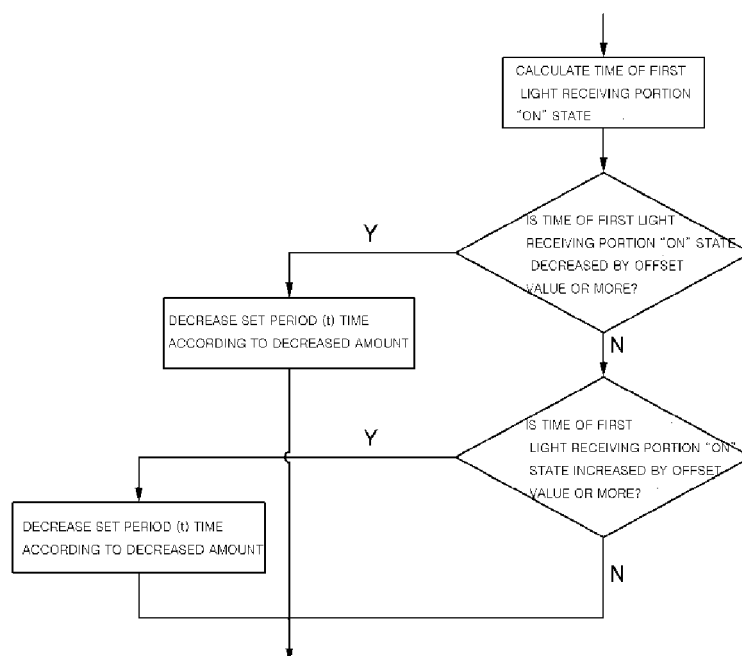 CALCULATE TIME OF FIRST
LIGHT RECEIVING PORTION
"ON" STATE
IS TIME OF FIRST LIGHT
RECEIVING PORTION "ON" STATE
DECREASED BY OFFSET
VALUE OR MORE?
Y
DECREASE SET PERIOD (t) TIME
ACCORDING TO DECREASED AMOUNT
N
IS TIME OF FIRST
LIGHT RECEIVING PORTION "ON"
STATE INCREASED BY OFFSET
VALUE OR MORE?
Y
DECREASE SET PERIOD (t) TIME
ACCORDING TO DECREASED AMOUNT
N